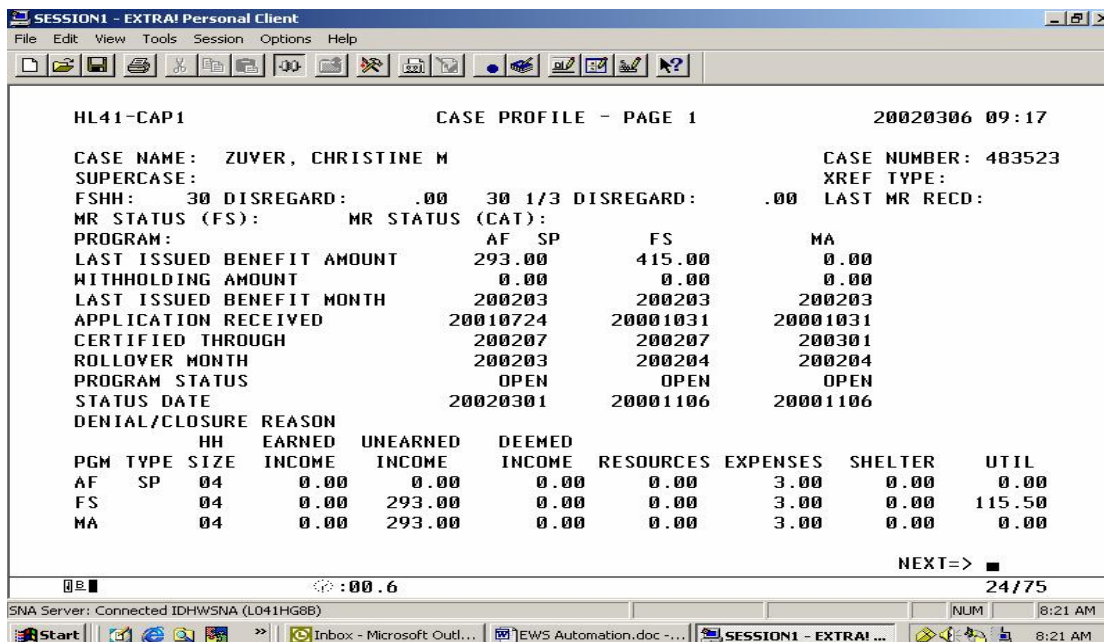 SESSION1 - EXTRA! Personal Client
File Edit View Tools Session Options Help
HL41-CAP1 CASE PROFILE - PAGE 1 20020306 09:17
CASE NAME: ZUVER, CHRISTINE M CASE NUMBER: 483523
SUPERCASE: XREF TYPE:
FSHH: 30 DISREGARD: .00 30 1/3 DISREGARD: .00 LAST MR RECD:
MR STATUS (FS): MR STATUS (CAT):
PROGRAM: AF SP FS MA
LAST ISSUED BENEFIT AMOUNT 293.00 415.00 0.00
WITHHOLDING AMOUNT 0.00 0.00 0.00
LAST ISSUED BENEFIT MONTH 200203 200203 200203
APPLICATION RECEIVED 20010724 20001031 20001031
CERTIFIED THROUGH 200207 200207 200301
ROLLOVER MONTH 200203 200204 200204
PROGRAM STATUS OPEN OPEN OPEN
STATUS DATE 20020301 20001106 20001106
DENIAL/CLOSURE REASON
HH EARNED UNEARNED DEEMED
PGM TYPE SIZE INCOME INCOME INCOME RESOURCES EXPENSES SHELTER UTIL
AF SP 04 0.00 0.00 0.00 0.00 3.00 0.00 0.00
FS 04 0.00 293.00 0.00 0.00 3.00 0.00 115.50
MA 04 0.00 293.00 0.00 0.00 3.00 0.00 0.00
NEXT=>
:00.6 24/75
SNA Server: Connected IDHWSNA (L041HG8B) NUM 8:21 AM
Start » Inbox - Microsoft Outl... EWS Automation.doc -... SESSION1 - EXTRA! ... 8:21 AM